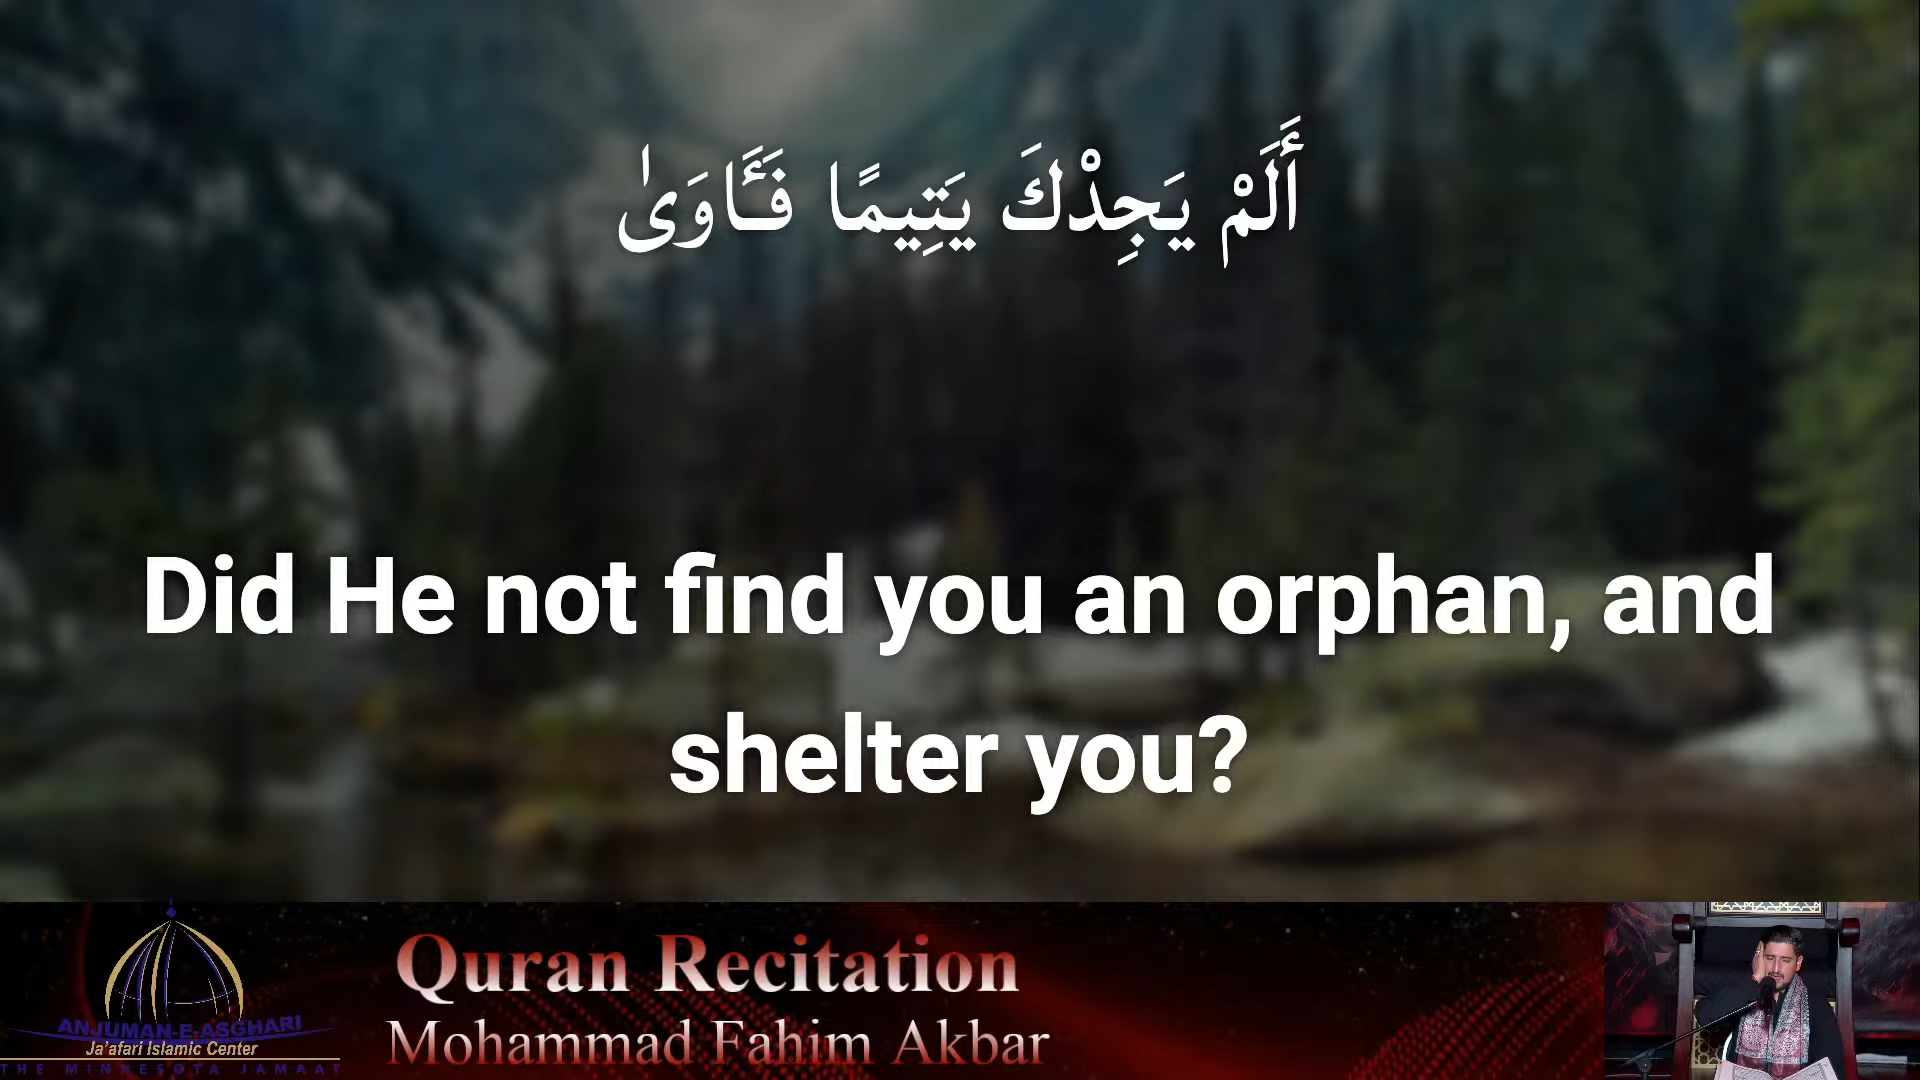 أَلَمْ يَجِدْكَ يَتِيمًا فَـَٔاوَىٰ
Did He not find you an orphan, and
shelter you?
Quran Recitation
Mohammad Fahim Akbar
ANJUMAN-E-ASGHARI
Ja'afari Islamic Center
THE MINNESOTA JAMAAT